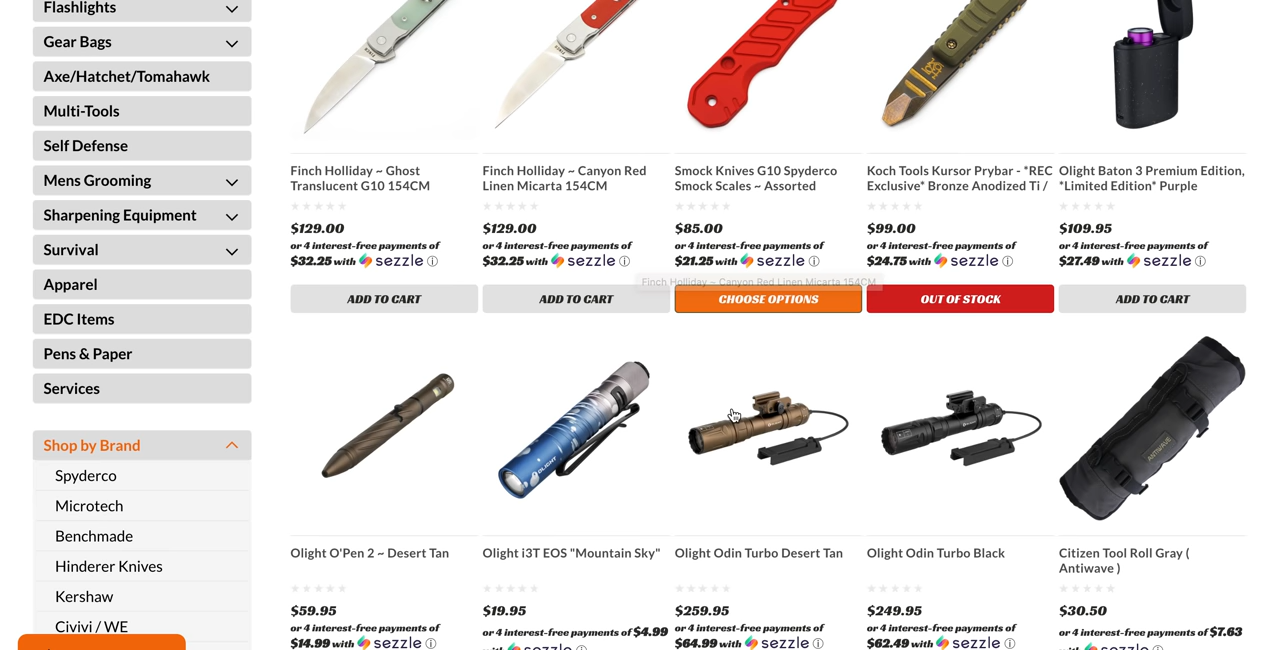 Flashlights
Gear Bags
Axe/Hatchet/Tomahawk
Multi-Tools
Self Defense
Mens Grooming
Sharpening Equipment
Survival
Apparel
EDC Items
Pens & Paper
Services
Shop by Brand
Spyderco
Microtech
Benchmade
Hinderer Knives
Kershaw
Civivi / WE
Finch Holliday ~ Ghost
Translucent G10 154CM
$129.00
or 4 interest-free payments of
$32.25 with sezzle
ADD TO CART
Finch Holliday ~ Canyon Red
Linen Micarta 154CM
$129.00
or 4 interest-free payments of
$32.25 with sezzle
ADD TO CART
Smock Knives G10 Spyderco
Smock Scales ~ Assorted
$85.00
or 4 interest-free payments of
$21.25 with sezzle
Finch Holliday ~ Canyon Red Linen Micarta 154CM
CHOOSE OPTIONS
Koch Tools Kursor Prybar - *REC
Exclusive* Bronze Anodized Ti /
$99.00
or 4 interest-free payments of
$24.75 with sezzle
OUT OF STOCK
Olight Baton 3 Premium Edition,
*Limited Edition* Purple
$109.95
or 4 interest-free payments of
$27.49 with sezzle
ADD TO CART
Olight O'Pen 2 ~ Desert Tan
$59.95
or 4 interest-free payments of
$14.99 with sezzle
OLIGHT
Olight i3T EOS "Mountain Sky"
$19.95
or 4 interest-free payments of $4.99
with sezzle
Olight Odin Turbo Desert Tan
$259.95
or 4 interest-free payments of
$64.99 with sezzle
Olight Odin Turbo Black
$249.95
or 4 interest-free payments of
$62.49 with sezzle
ANTIWAVE
Citizen Tool Roll Gray (
Antiwave )
$30.50
or 4 interest-free payments of $7.63
with sezzle